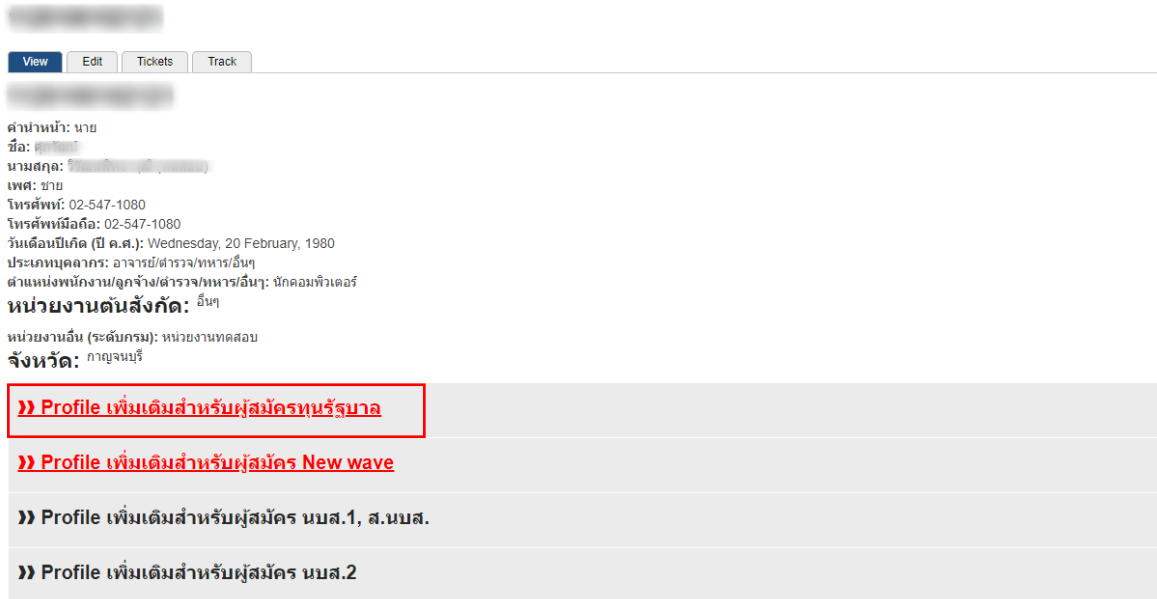 View Edit Tickets Track
คำนำหน้า: นาย
ชื่อ:
นามสกุล:
เพศ: ชาย
โทรศัพท์: 02-547-1080
โทรศัพท์มือถือ: 02-547-1080
วันเดือนปีเกิด (ปี ค.ศ.): Wednesday, 20 February, 1980
ประเภทบุคลากร: อาจารย์/ตำรวจ/ทหาร/อื่นๆ
ตำแหน่งพนักงาน/ลูกจ้าง/ตำรวจ/ทหาร/อื่นๆ: นักคอมพิวเตอร์
หน่วยงานต้นสังกัด: อื่นๆ
หน่วยงานอื่น (ระดับกรม): หน่วยงานทดสอบ
จังหวัด: กาญจนบุรี
》 Profile เพิ่มเติมสำหรับผู้สมัครทุนรัฐบาล
》 Profile เพิ่มเติมสำหรับผู้สมัคร New wave
》 Profile เพิ่มเติมสำหรับผู้สมัคร นบส.1, ส.นบส.
》 Profile เพิ่มเติมสำหรับผู้สมัคร นบส.2